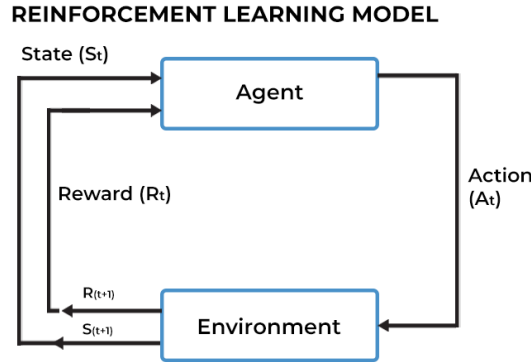 REINFORCEMENT LEARNING MODEL
State (St)
Agent
Reward (Rt)
Action
(At)
R(t+1)
S(t+1)
Environment